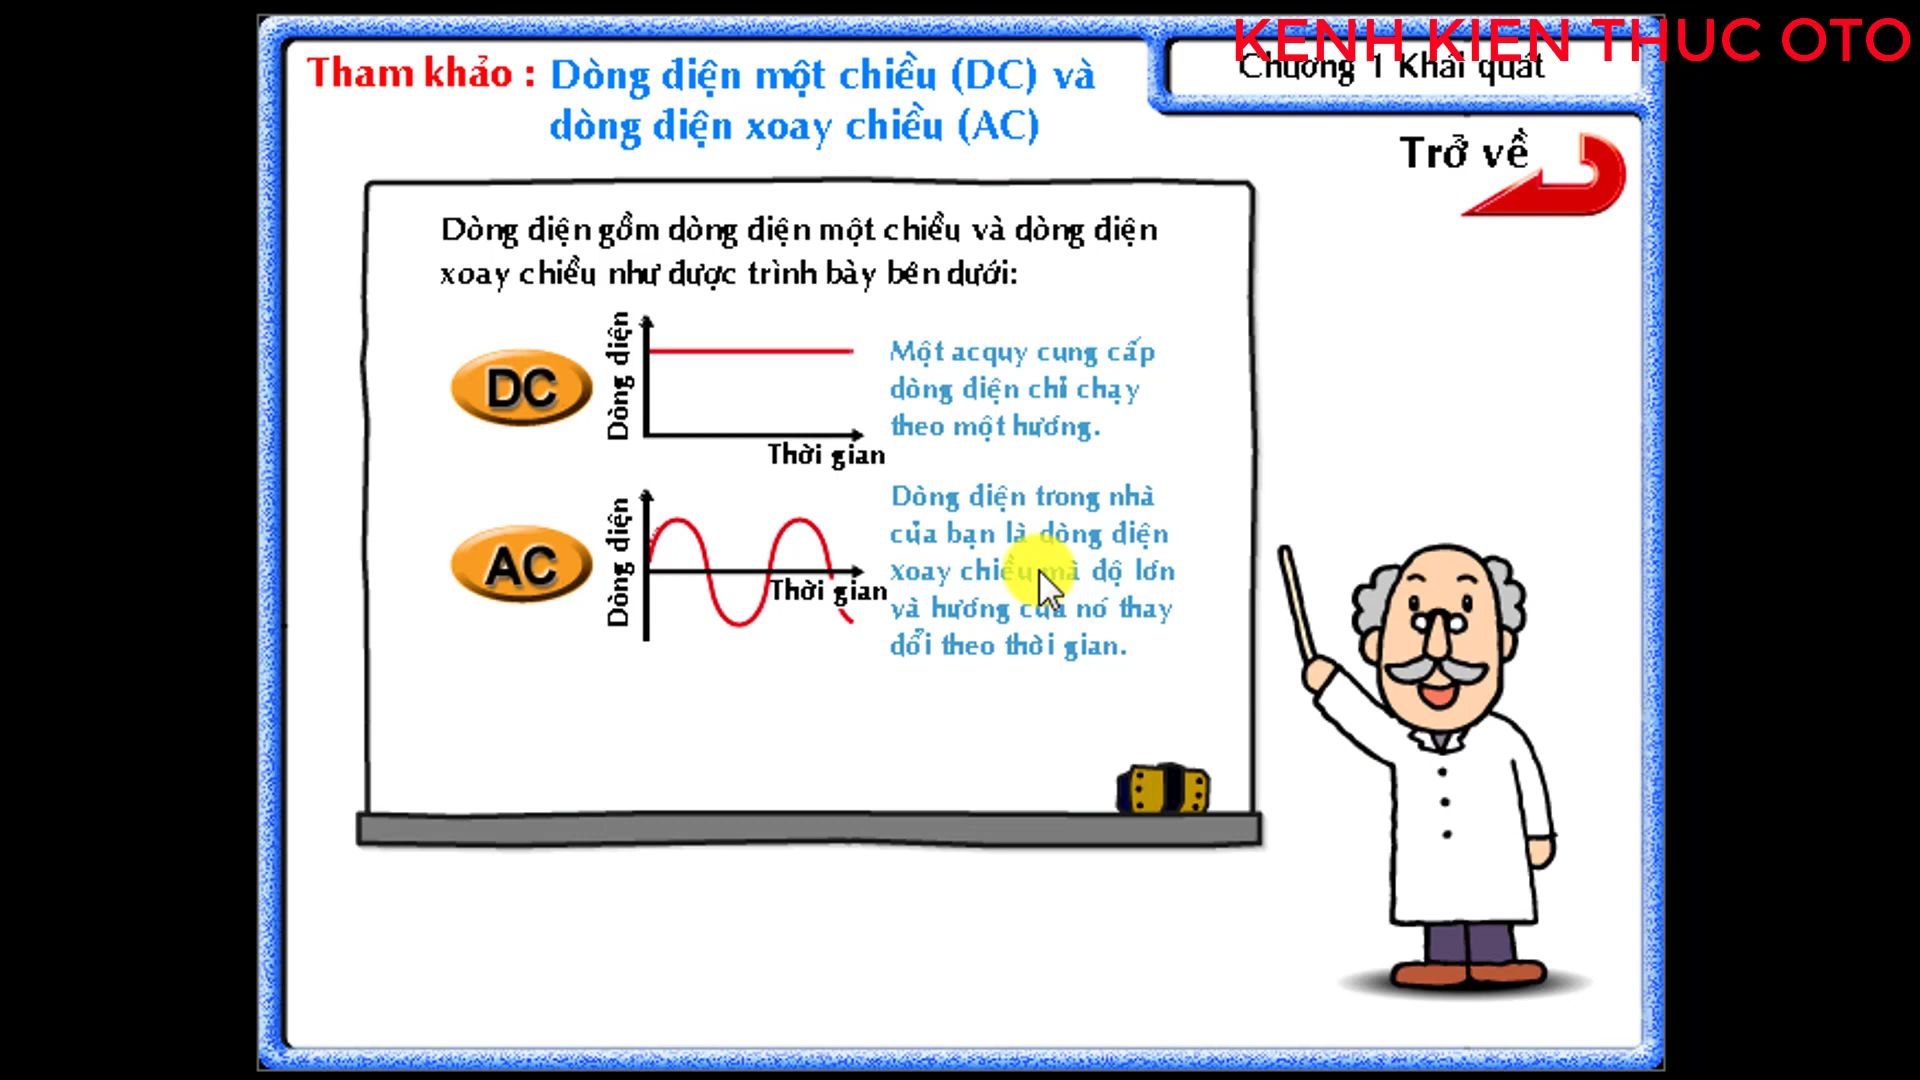 KENH KIEN THUC OTO
Tham khảo : Dòng điện một chiều (DC) và
dòng điện xoay chiều (AC)
Chương 1 Khái quát
Trở về
Dòng điện gồm dòng điện một chiều và dòng điện
xoay chiều như được trình bày bên dưới:
DC
Dòng điện
Thời gian
Một acquy cung cấp
dòng điện chỉ chạy
theo một hướng.
AC
Dòng điện
Thời gian
Dòng điện trong nhà
của bạn là dòng điện
xoay chiều mà độ lớn
và hướng của nó thay
đổi theo thời gian.